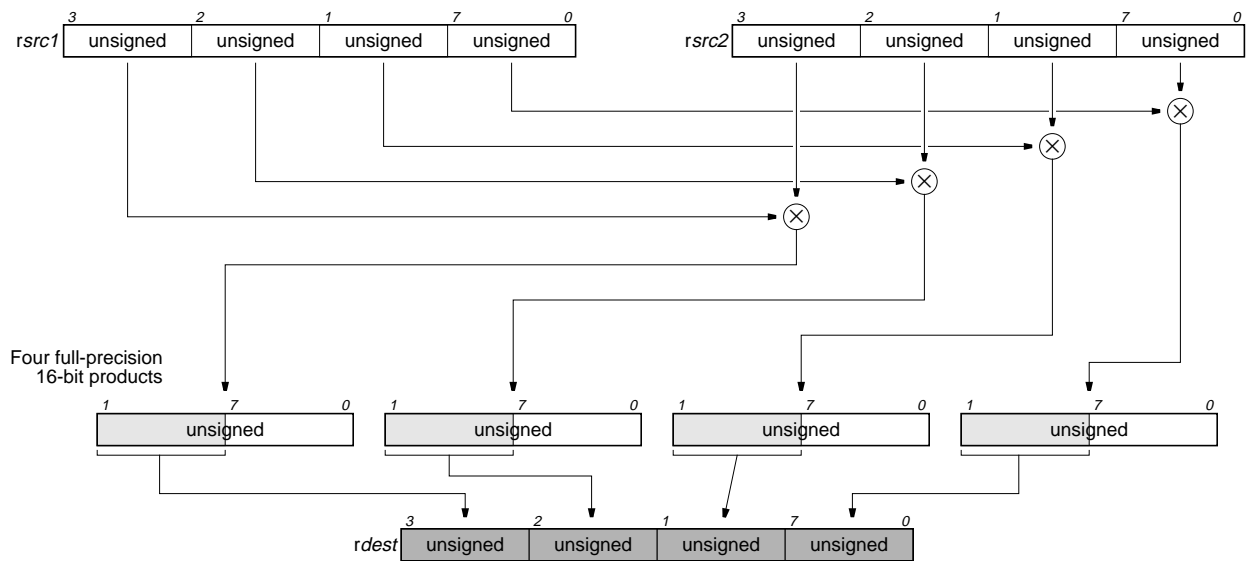 3 2 1 7 0 3 2 1 7 0
rsrc1 unsigned unsigned unsigned unsigned rsrc2 unsigned unsigned unsigned unsigned
Four full-precision
16-bit products
1 7 0 1 7 0 1 7 0 1 7 0
unsigned unsigned unsigned unsigned
3 2 1 7 0
rdest unsigned unsigned unsigned unsigned